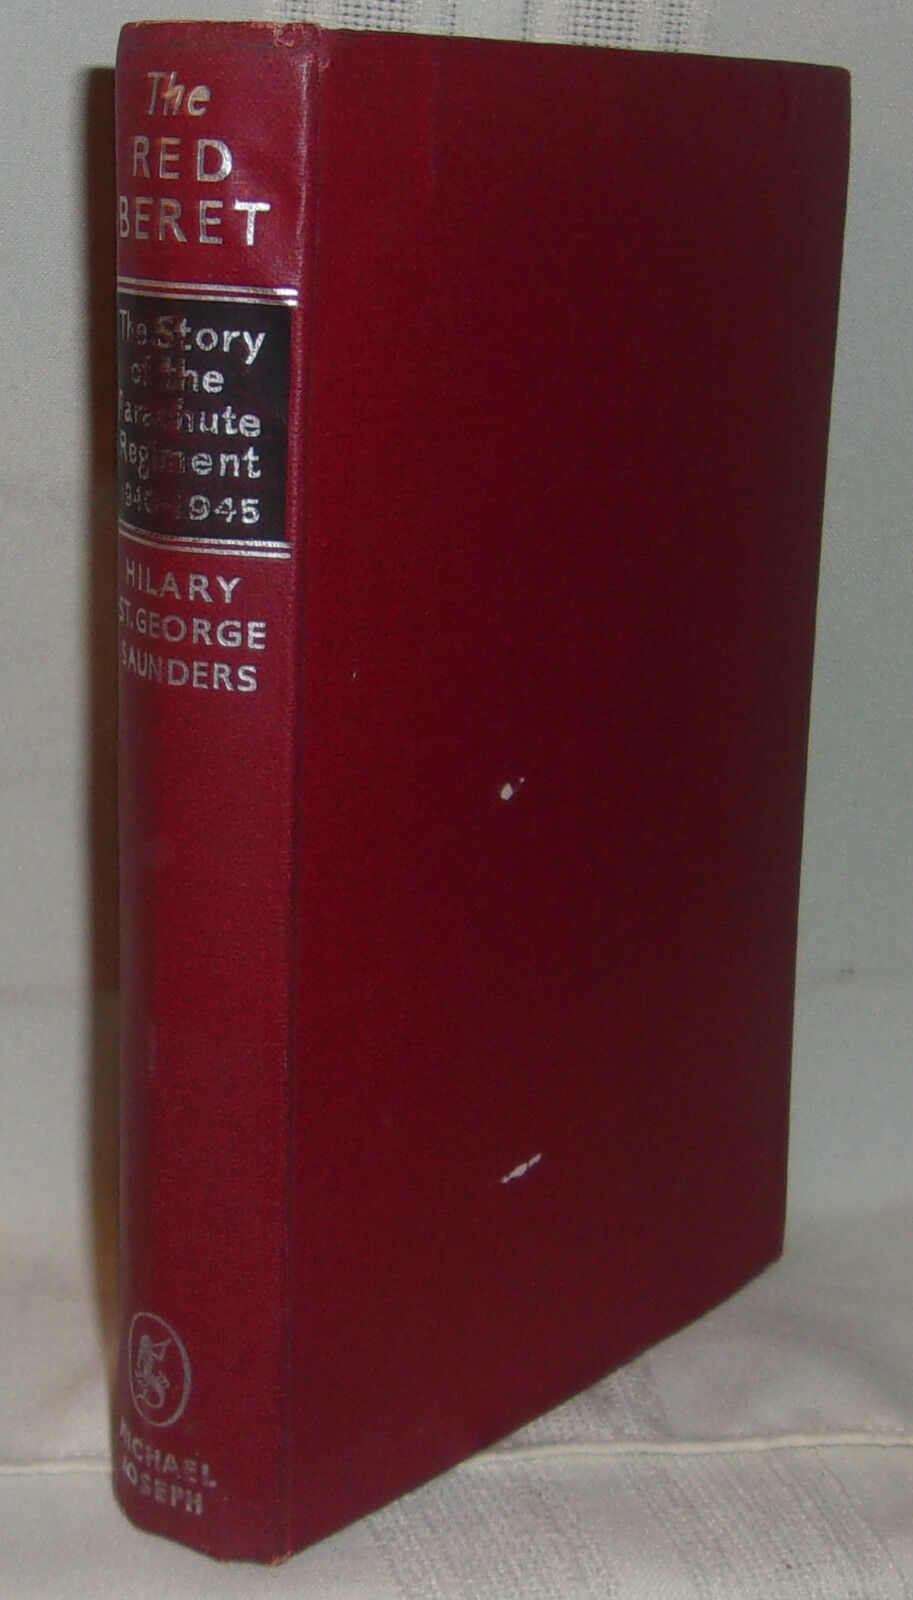 The
RED
BERET
The Story
of the
Parachute
Regiment
1940-1945
HILARY
ST. GEORGE
SAUNDERS
MICHAEL
JOSEPH